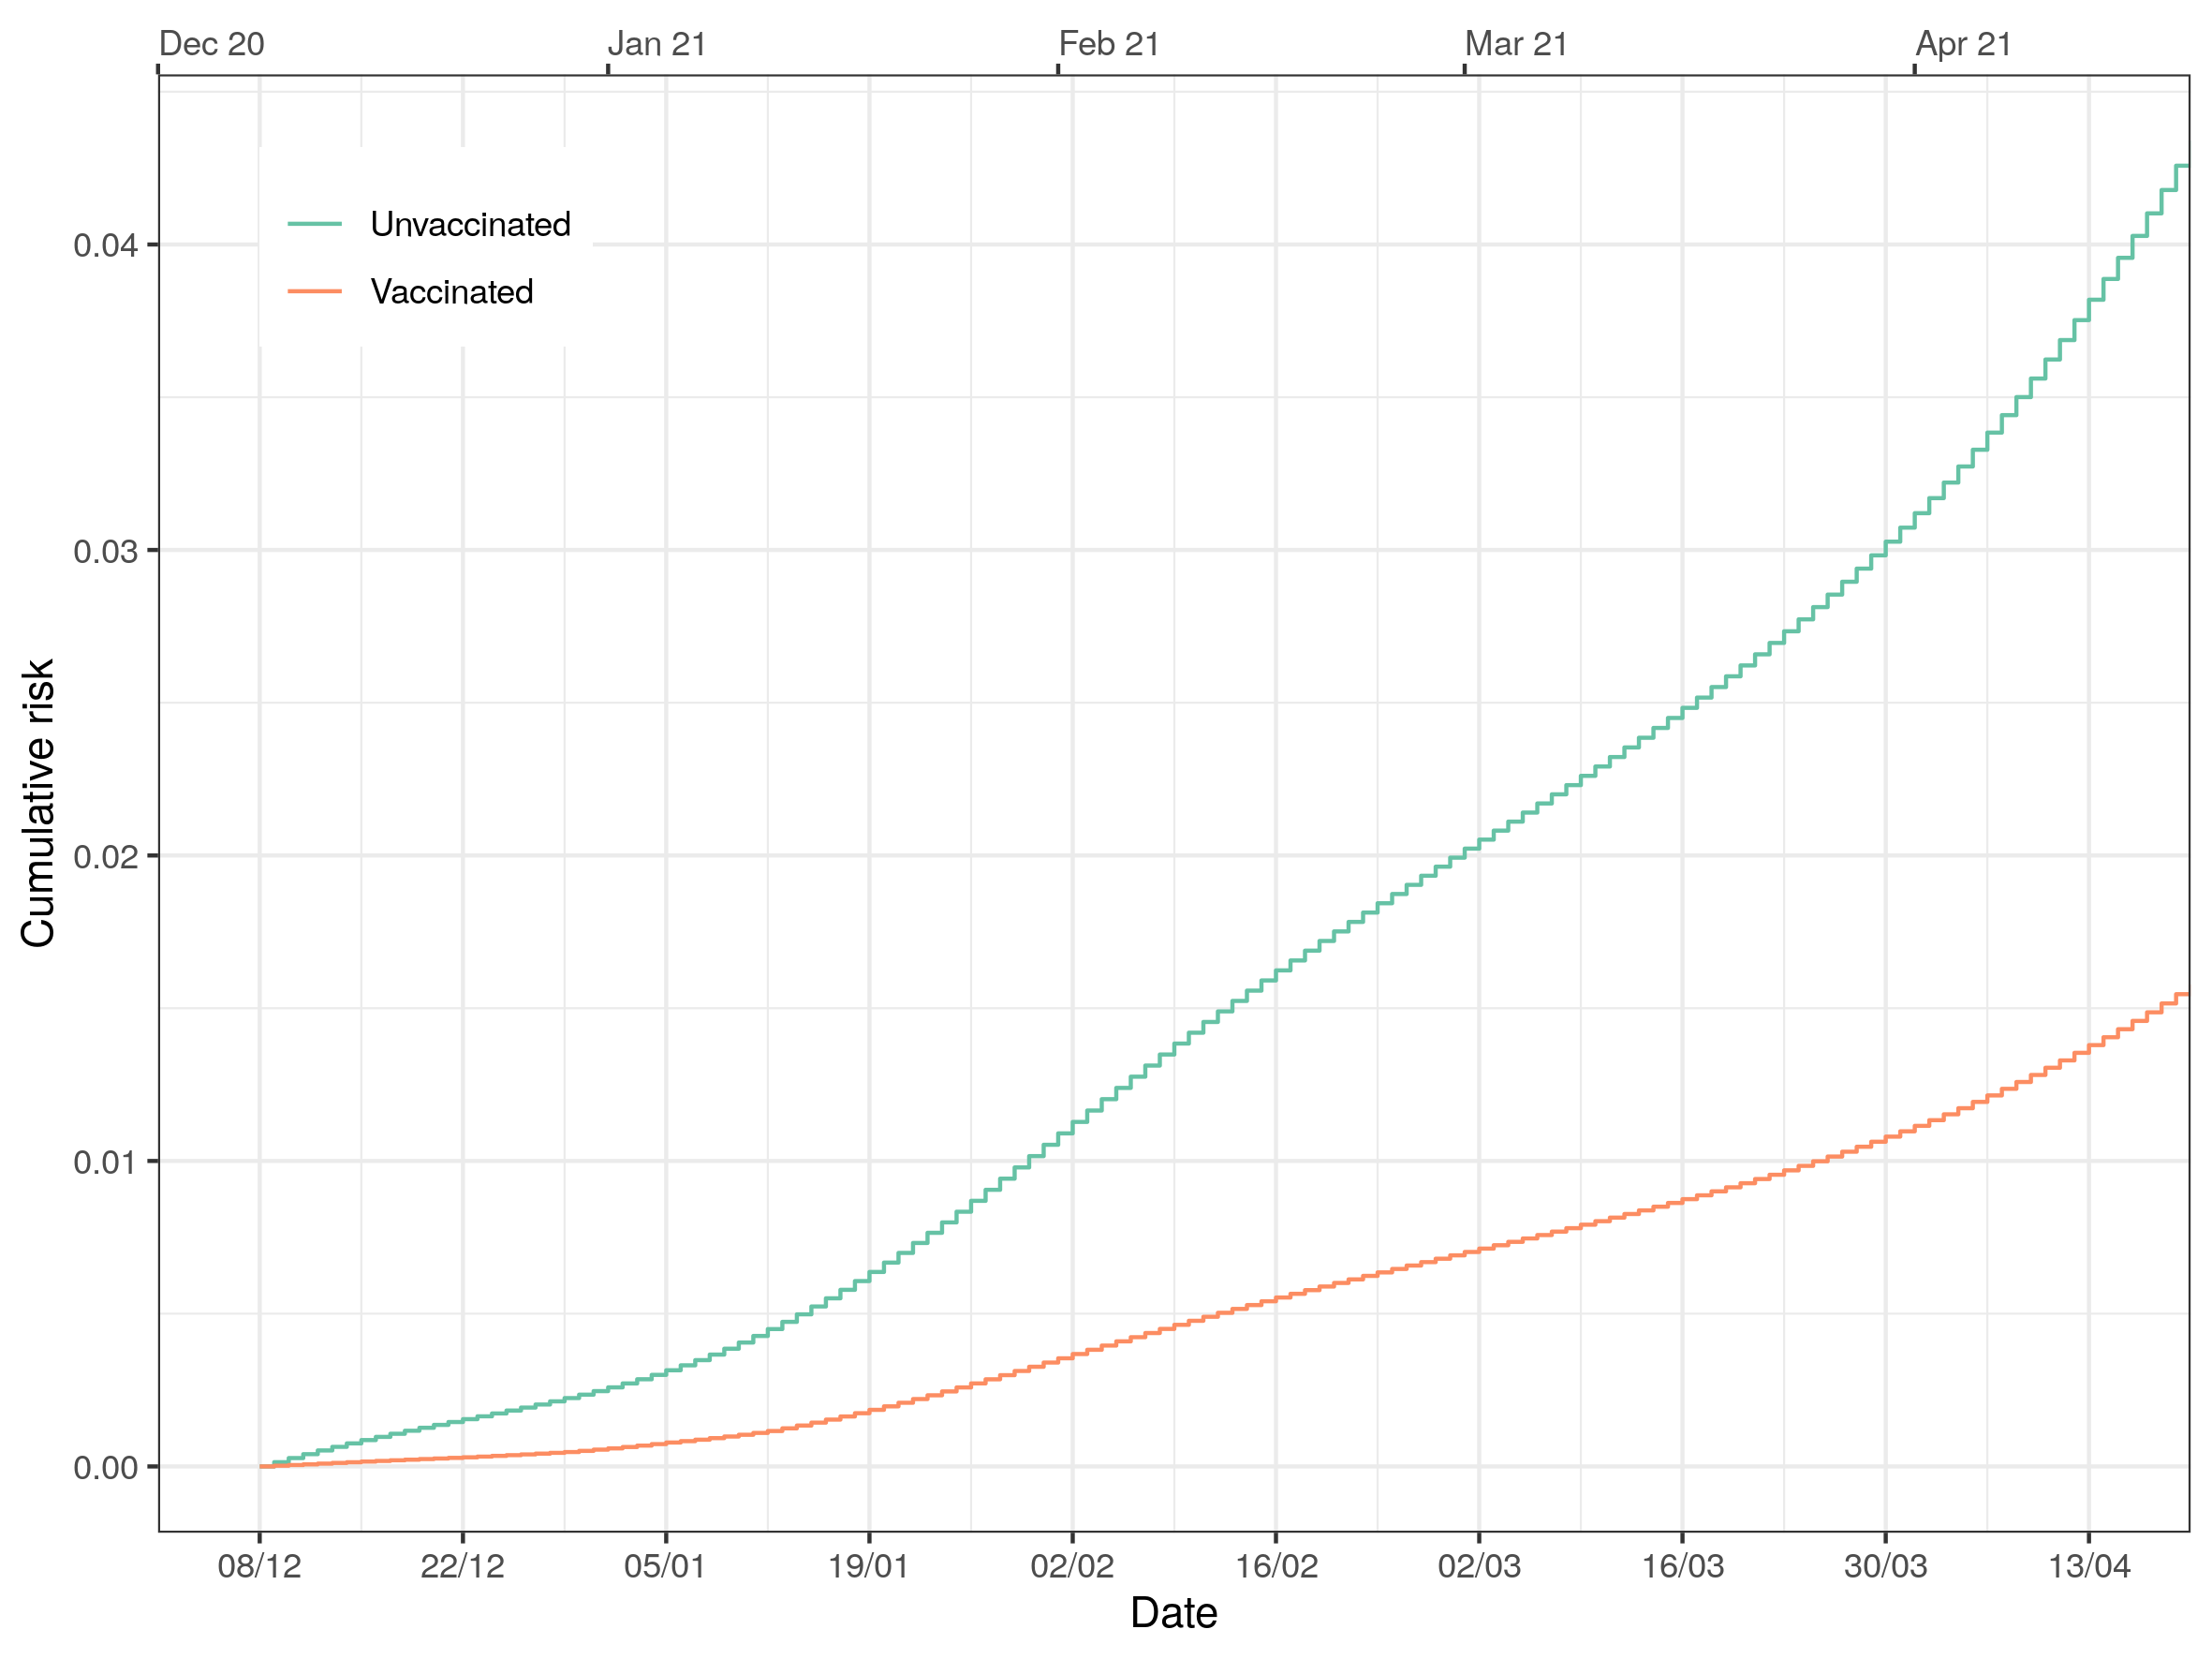 Dec 20 Jan 21 Feb 21 Mar 21 Apr 21
Unvaccinated
Vaccinated
0.04
0.03
0.02
0.01
0.00
Cumulative risk
08/12 22/12 05/01 19/01 02/02 16/02 02/03 16/03 30/03 13/04
Date